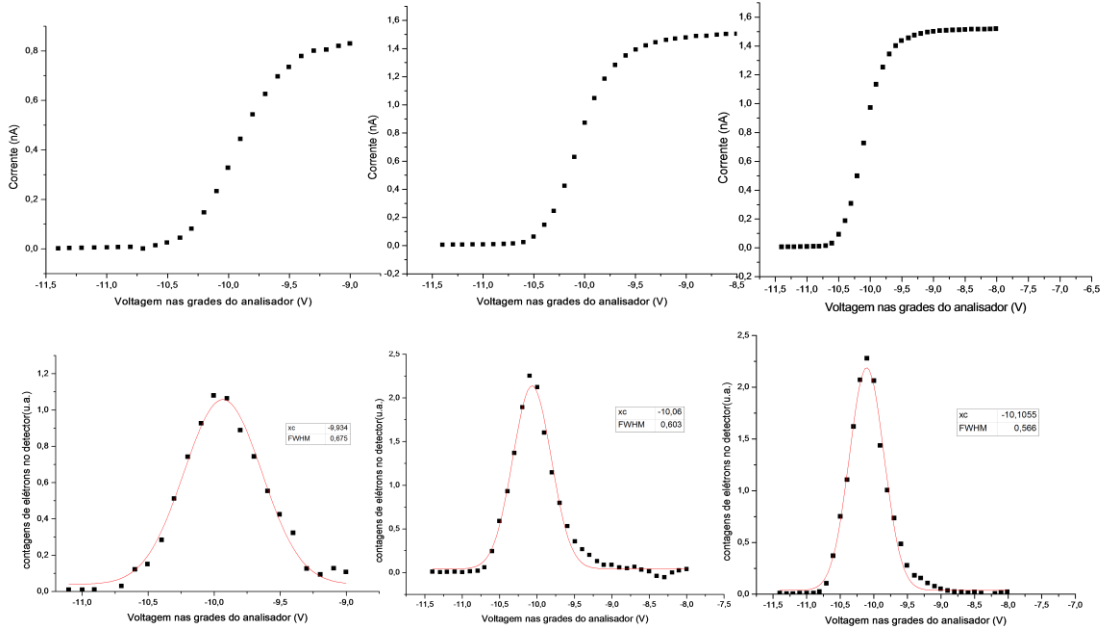 Corrente (nA)
0,8
0,6
0,4
0,2
0,0
-11,5 -11,0 -10,5 -10,0 -9,5 -9,0
Voltagem nas grades do analisador (V)
Corrente (nA)
1,6
1,4
1,2
1,0
0,8
0,6
0,4
0,2
0,0
-0,2
-11,5 -11,0 -10,5 -10,0 -9,5 -9,0 -8,5
Voltagem nas grades do analisador (V)
Corrente (nA)
1,6
1,4
1,2
1,0
0,8
0,6
0,4
0,2
0,0
-0,2
-11,5 -11,0 -10,5 -10,0 -9,5 -9,0 -8,5 -8,0 -7,5 -7,0 -6,5
Voltagem nas grades do analisador (V)
contagens de elétrons no detector(u.a.)
1,2
1,0
0,8
0,6
0,4
0,2
0,0
xc -9,934
FWHM 0,675
-11,0 -10,5 -10,0 -9,5 -9,0
Voltagem nas grades do analisador (V)
contagens de elétrons no detector(u.a.)
2,5
2,0
1,5
1,0
0,5
0,0
xc -10,06
FWHM 0,603
-11,5 -11,0 -10,5 -10,0 -9,5 -9,0 -8,5 -8,0 -7,5
Voltagem nas grades do analisador (V)
contagens de elétrons no detector(u.a.)
2,5
2,0
1,5
1,0
0,5
0,0
xc -10,1055
FWHM 0,566
-11,5 -11,0 -10,5 -10,0 -9,5 -9,0 -8,5 -8,0 -7,5 -7,0
Voltagem nas grades do analisador (V)